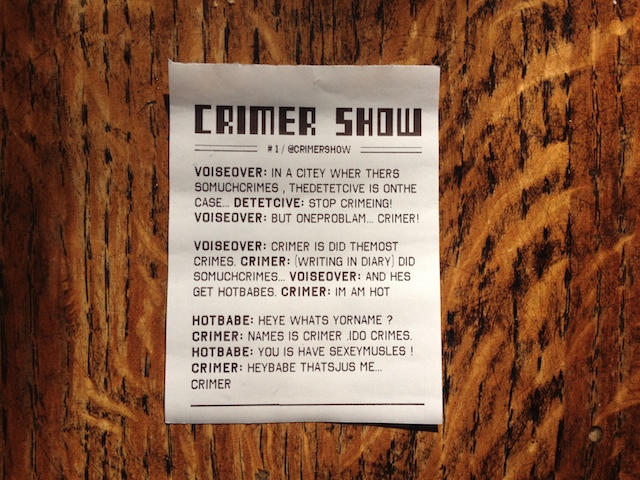 CRIMER SHOW
#1/@CRIMERSHOW
VOISEOVER: IN A CITEY WHER THERS
SOMUCHCRIMES , THEDETETCIVE IS ONTHE
CASE... DETETCIVE: STOP CRIMEING!
VOISEOVER: BUT ONEPROBLAM... CRIMER!
VOISEOVER: CRIMER IS DID THEMOST
CRIMES. CRIMER: (WRITING IN DIARY) DID
SOMUCHCRIMES... VOISEOVER: AND HES
GET HOTBABES. CRIMER: IM AM HOT
HOTBABE: HEYE WHATS YORNAME ?
CRIMER: NAMES IS CRIMER .IDO CRIMES.
HOTBABE: YOU IS HAVE SEXEYMUSLES !
CRIMER: HEYBABE THATSJUS ME...
CRIMER